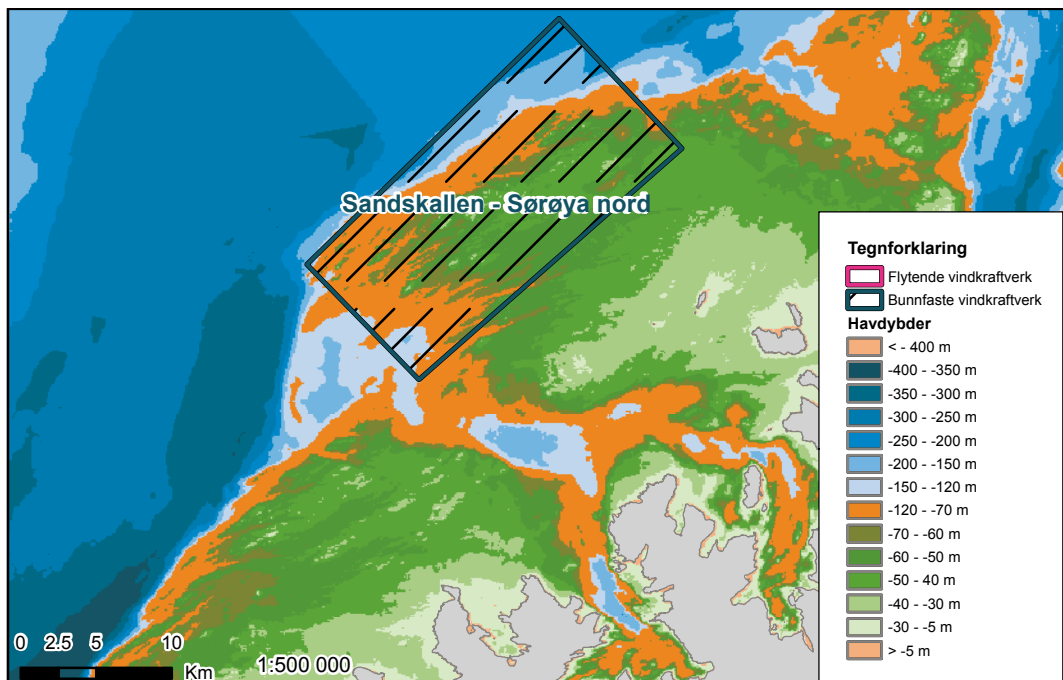 Sandskallen - Sørøya nord
Tegnforklaring
Flytende vindkraftverk
Bunnfaste vindkraftverk
Havdybder
< - 400 m
-400 - -350 m
-350 - -300 m
-300 - -250 m
-250 - -200 m
-200 - -150 m
-150 - -120 m
-120 - -70 m
-70 - -60 m
-60 - -50 m
-50 - 40 m
-40 - -30 m
-30 - -5 m
> -5 m
0 2.5 5 10
Km
1:500 000